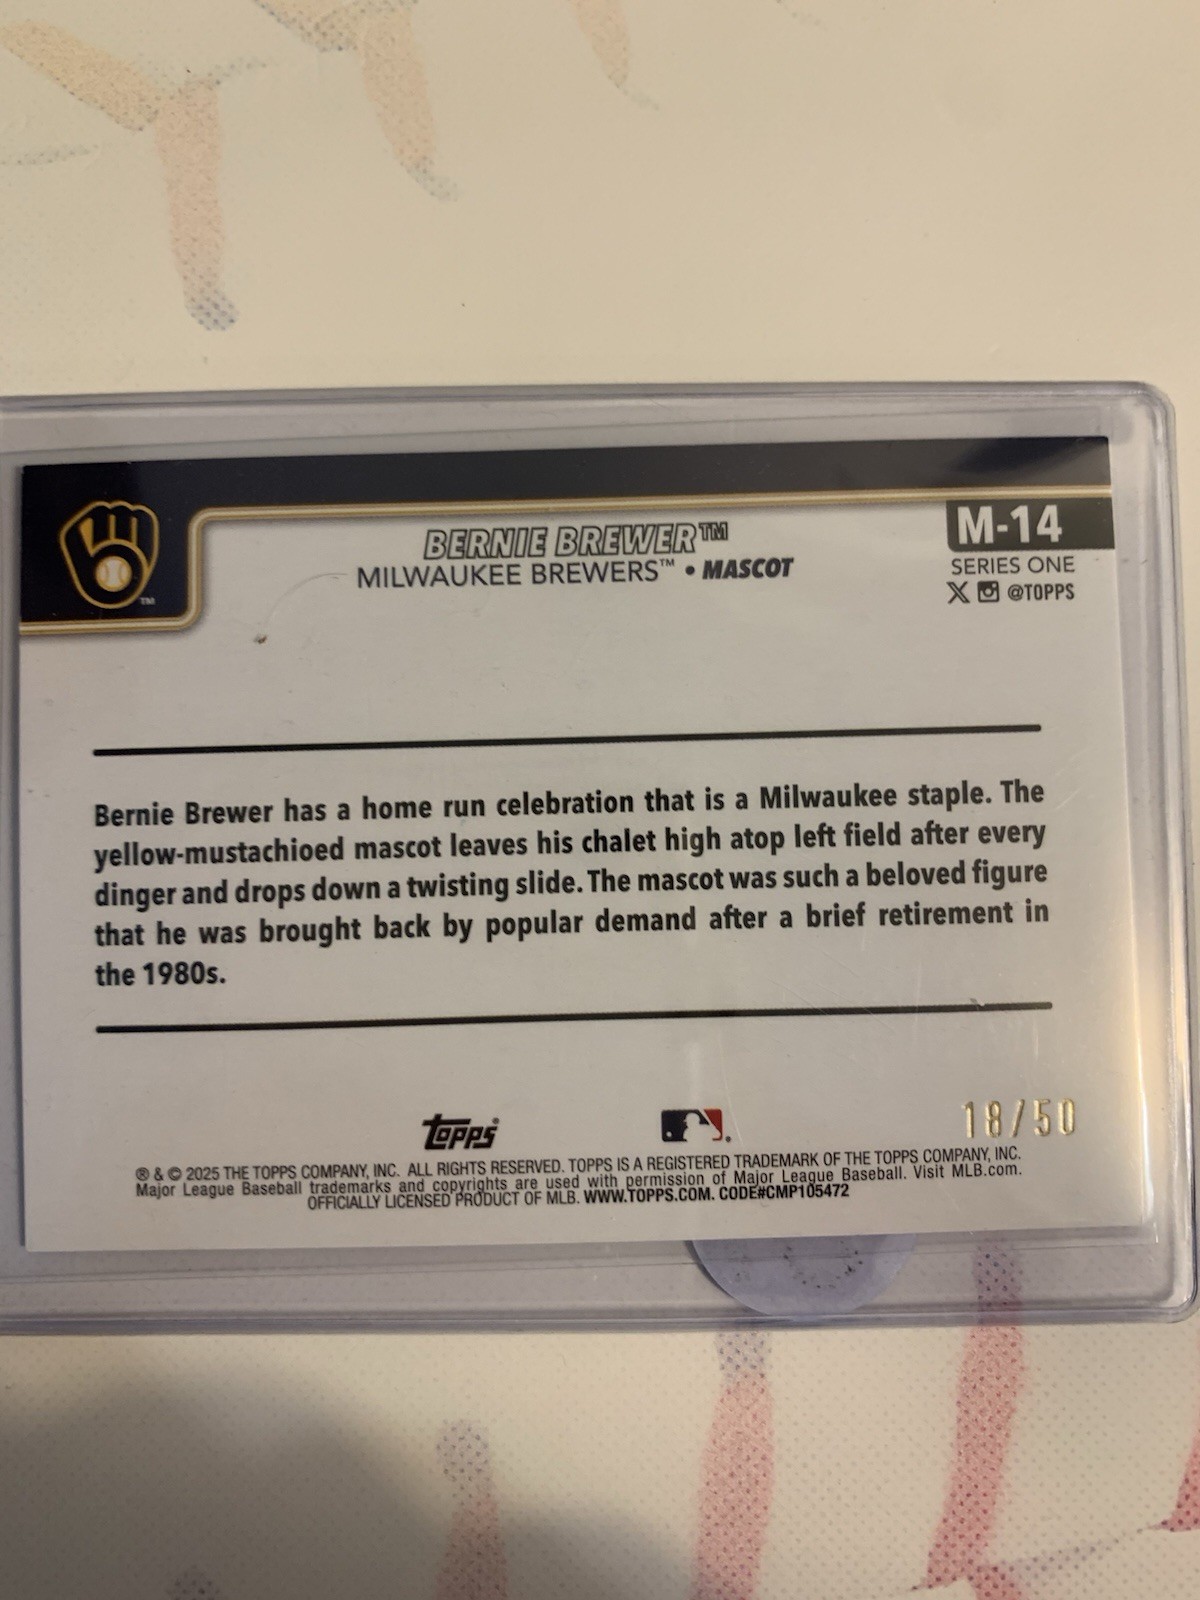 BERNIE BREWER™
MILWAUKEE BREWERS™ • MASCOT
M-14
SERIES ONE
X @TOPPS
TM
Bernie Brewer has a home run celebration that is a Milwaukee staple. The
yellow-mustachioed mascot leaves his chalet high atop left field after every
dinger and drops down a twisting slide. The mascot was such a beloved figure
that he was brought back by popular demand after a brief retirement in
the 1980s.
topps®
18/50
® & © 2025 THE TOPPS COMPANY, INC. ALL RIGHTS RESERVED. TOPPS IS A REGISTERED TRADEMARK OF THE TOPPS COMPANY, INC.
Major League Baseball trademarks and copyrights are used with permission of Major League Baseball. Visit MLB.com.
OFFICIALLY LICENSED PRODUCT OF MLB. WWW.TOPPS.COM. CODE#CMP105472